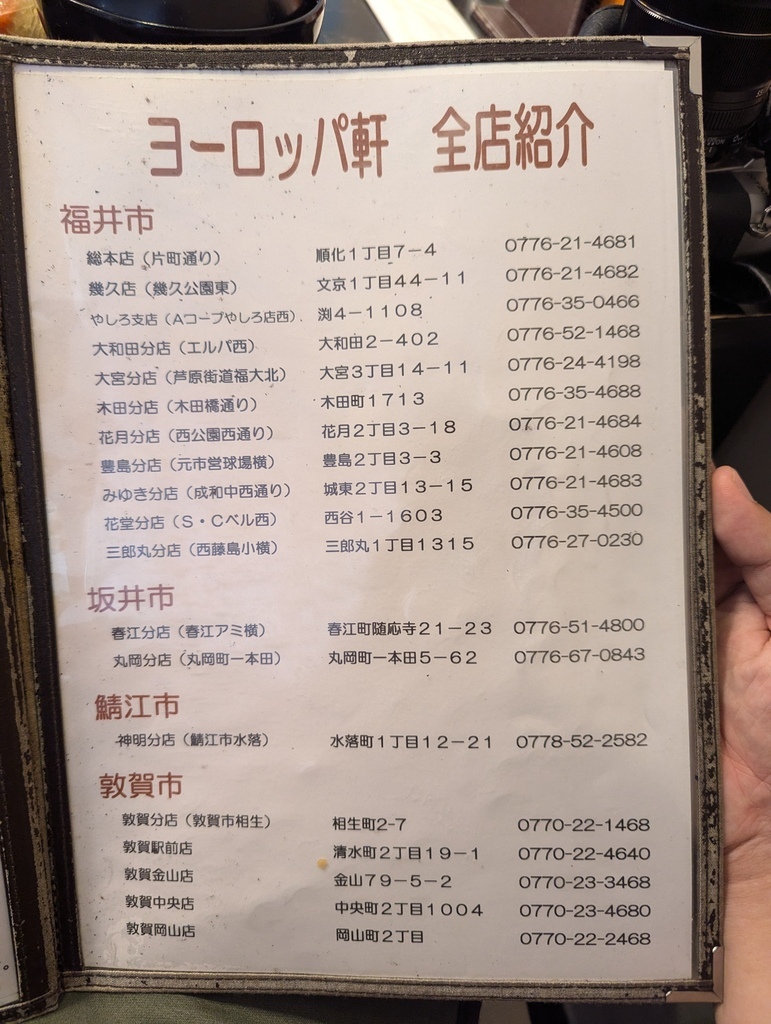 ヨーロッパ軒　全店紹介
福井市
総本店（片町通り）　順化１丁目７－４　0776-21-4681
幾久店（幾久公園東）　文京１丁目４４－１１　0776-21-4682
やしろ支店（Ａコープやしろ店西）　渕４－１１０８　0776-35-0466
大和田分店（エルパ西）　大和田２－４０２　0776-52-1468
大宮分店（芦原街道福大北）　大宮３丁目１４－１１　0776-24-4198
木田分店（木田橋通り）　木田町１７１３　0776-35-4688
花月分店（西公園西通り）　花月２丁目３－１８　0776-21-4684
豊島分店（元市営球場横）　豊島２丁目３－３　0776-21-4608
みゆき分店（成和中西通り）　城東２丁目１３－１５　0776-21-4683
花堂分店（Ｓ・Ｃベル西）　西谷１－１６０３　0776-35-4500
三郎丸分店（西藤島小横）　三郎丸１丁目１３１５　0776-27-0230
坂井市
春江分店（春江アミ横）　春江町随応寺２１－２３　0776-51-4800
丸岡分店（丸岡町一本田）　丸岡町一本田５－６２　0776-67-0843
鯖江市
神明分店（鯖江市水落）　水落町１丁目１２－２１　0778-52-2582
敦賀市
敦賀分店（敦賀市相生）　相生町2-7　0770-22-1468
敦賀駅前店　清水町２丁目１９－１　0770-22-4640
敦賀金山店　金山７９－５－２　0770-23-3468
敦賀中央店　中央町２丁目１００４　0770-23-4680
敦賀岡山店　岡山町２丁目　0770-22-2468